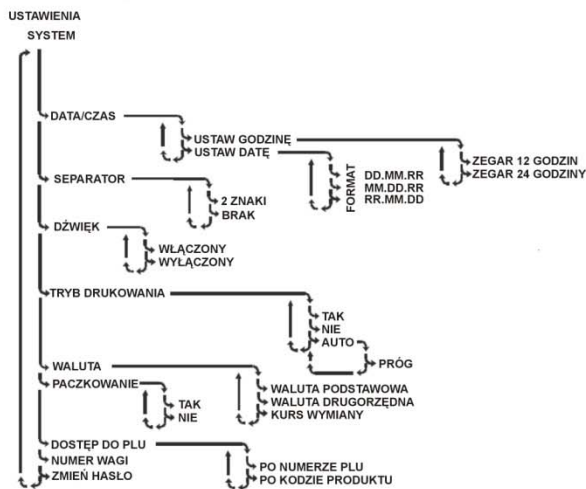 USTAWIENIA
SYSTEM
DATA/CZAS
USTAW GODZINĘ
USTAW DATĘ
ZEGAR 12 GODZIN
ZEGAR 24 GODZINY
FORMAT
DD.MM.RR
MM.DD.RR
RR.MM.DD
SEPARATOR
2 ZNAKI
BRAK
DŹWIĘK
WŁĄCZONY
WYŁĄCZONY
TRYB DRUKOWANIA
TAK
NIE
AUTO
PRÓG
WALUTA
WALUTA PODSTAWOWA
WALUTA DRUGORZĘDNA
KURS WYMIANY
PACZKOWANIE
TAK
NIE
DOSTĘP DO PLU
PO NUMERZE PLU
PO KODZIE PRODUKTU
NUMER WAGI
ZMIEŃ HASŁO